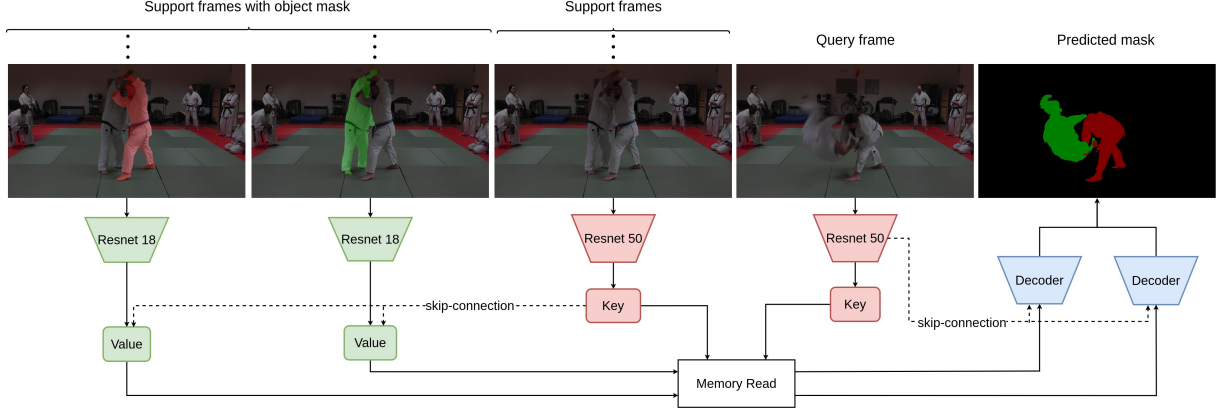 Support frames with object mask
Support frames
Query frame
Predicted mask
Resnet 18
Resnet 18
Resnet 50
Resnet 50
Decoder
Decoder
skip-connection
Key
Key
skip-connection
Value
Value
Memory Read